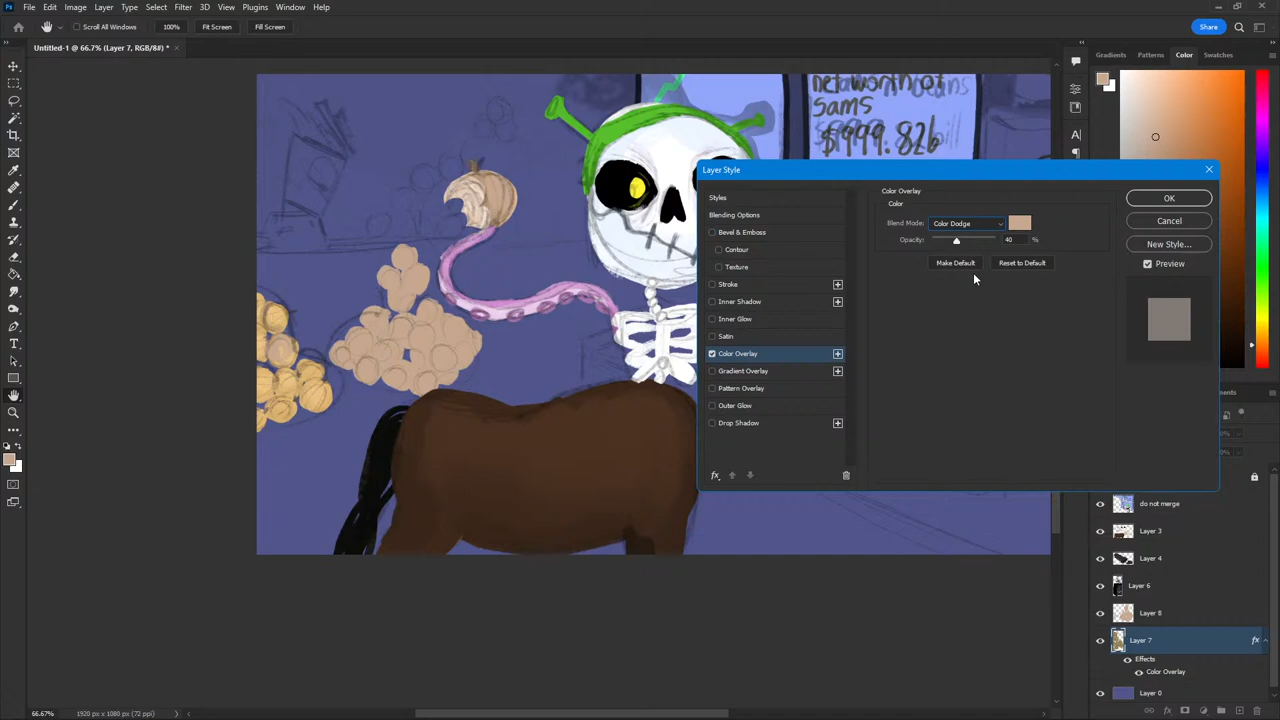 File Edit Image Layer Type Select Filter 3D View Plugins Window Help
Scroll All Windows 100% Fit Screen Fill Screen Share
Untitled-1 @ 66.7% (Layer 7, RGB/8#) * ×
Gradients Patterns Color Swatches
net worth of
sams
$999.82
Layer Style
Styles
Blending Options
Bevel & Emboss
Contour
Texture
Stroke
Inner Shadow
Inner Glow
Satin
Color Overlay
Gradient Overlay
Pattern Overlay
Outer Glow
Drop Shadow
fx
Color Overlay
Color
Blend Mode: Color Dodge
Opacity: 40 %
Make Default Reset to Default
OK
Cancel
New Style...
Preview
do not merge
Layer 3
Layer 4
Layer 6
Layer 8
Layer 7 fx
Effects
Color Overlay
Layer 0
66.67% 1920 px x 1080 px (72 ppi)